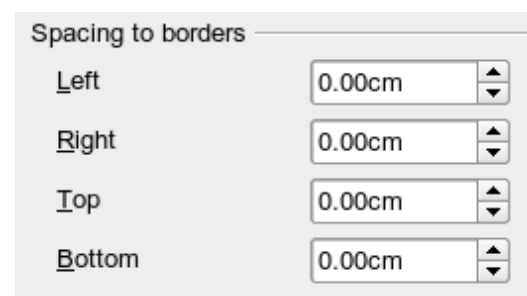 Spacing to borders
Left 0.00cm
Right 0.00cm
Top 0.00cm
Bottom 0.00cm